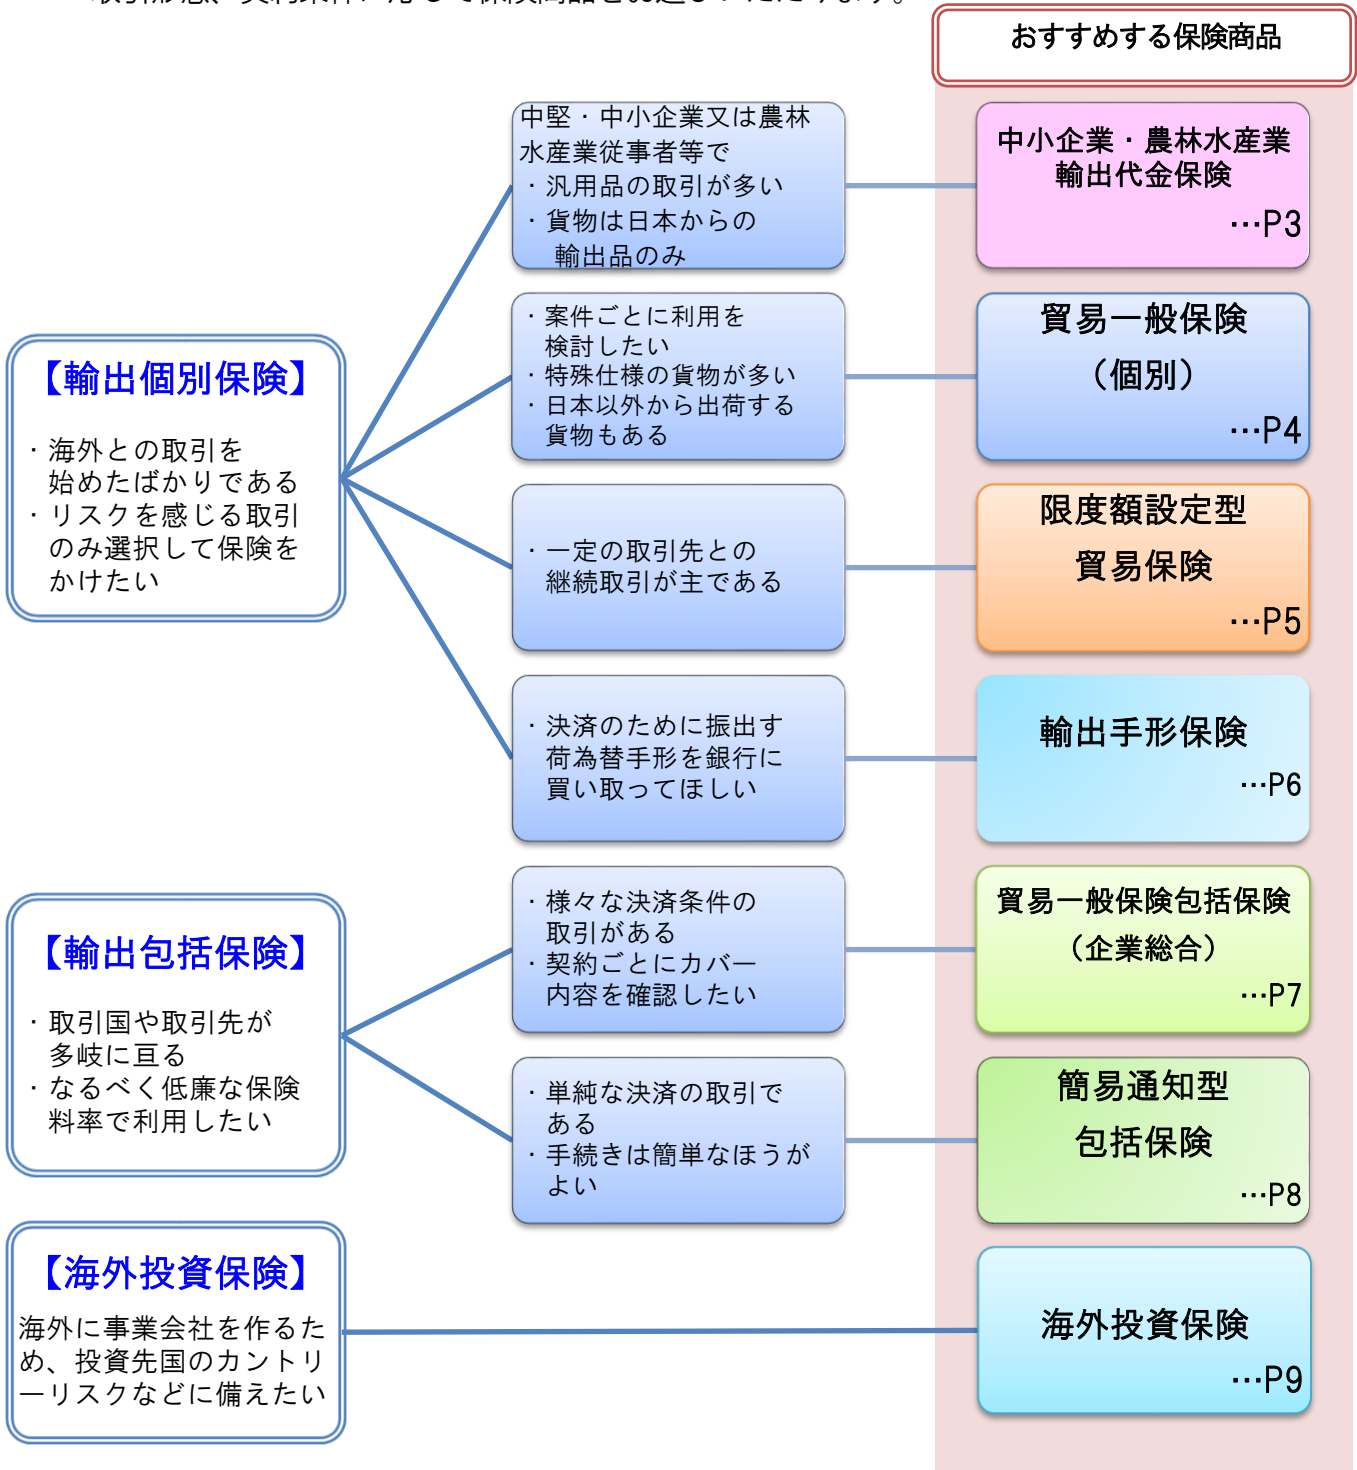 おすすめする保険商品
【輸出個別保険】
・海外との取引を
始めたばかりである
・リスクを感じる取引
のみ選択して保険を
かけたい
中堅・中小企業又は農林
水産業従事者等で
・汎用品の取引が多い
・貨物は日本からの
輸出品のみ
中小企業・農林水産業
輸出代金保険
…P3
・案件ごとに利用を
検討したい
・特殊仕様の貨物が多い
・日本以外から出荷する
貨物もある
貿易一般保険
（個別）
…P4
・一定の取引先との
継続取引が主である
限度額設定型
貿易保険
…P5
・決済のために振出す
荷為替手形を銀行に
買い取ってほしい
輸出手形保険
…P6
【輸出包括保険】
・取引国や取引先が
多岐に亘る
・なるべく低廉な保険
料率で利用したい
・様々な決済条件の
取引がある
・契約ごとにカバー
内容を確認したい
貿易一般保険包括保険
（企業総合）
…P7
・単純な決済の取引で
ある
・手続きは簡単なほうが
よい
簡易通知型
包括保険
…P8
【海外投資保険】
海外に事業会社を作るた
め、投資先国のカントリ
ーリスクなどに備えたい
海外投資保険
…P9